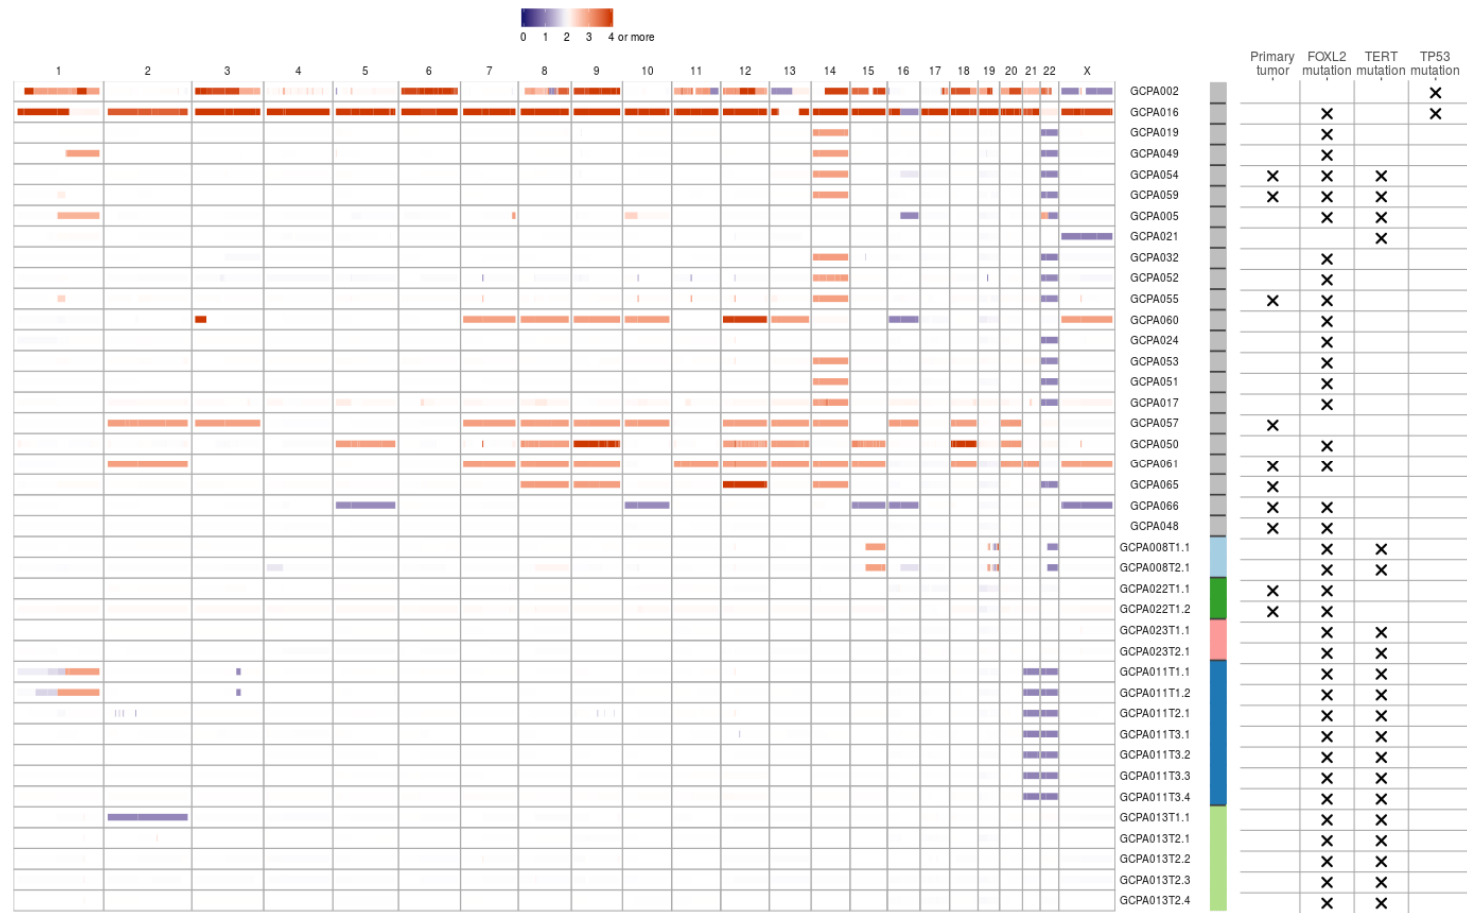 0 1 2 3 4 or more
Primary tumor FOXL2 mutation TERT mutation TP53 mutation
1 2 3 4 5 6 7 8 9 10 11 12 13 14 15 16 17 18 19 20 21 22 X
GCPA002
GCPA016
GCPA019
GCPA049
GCPA054
GCPA059
GCPA005
GCPA021
GCPA032
GCPA052
GCPA055
GCPA060
GCPA024
GCPA053
GCPA051
GCPA017
GCPA057
GCPA050
GCPA061
GCPA065
GCPA066
GCPA048
GCPA008T1.1
GCPA008T2.1
GCPA022T1.1
GCPA022T1.2
GCPA023T1.1
GCPA023T2.1
GCPA011T1.1
GCPA011T1.2
GCPA011T2.1
GCPA011T3.1
GCPA011T3.2
GCPA011T3.3
GCPA011T3.4
GCPA013T1.1
GCPA013T2.1
GCPA013T2.2
GCPA013T2.3
GCPA013T2.4